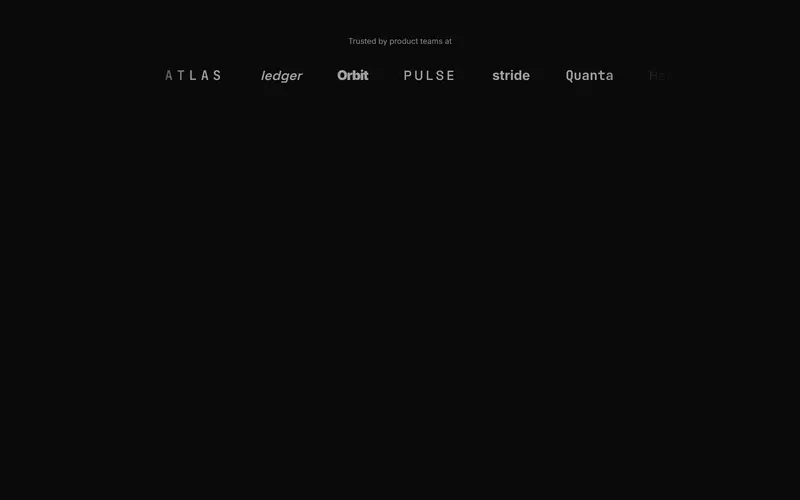 Trusted by product teams at
ATLAS ledger Orbit PULSE stride Quanta